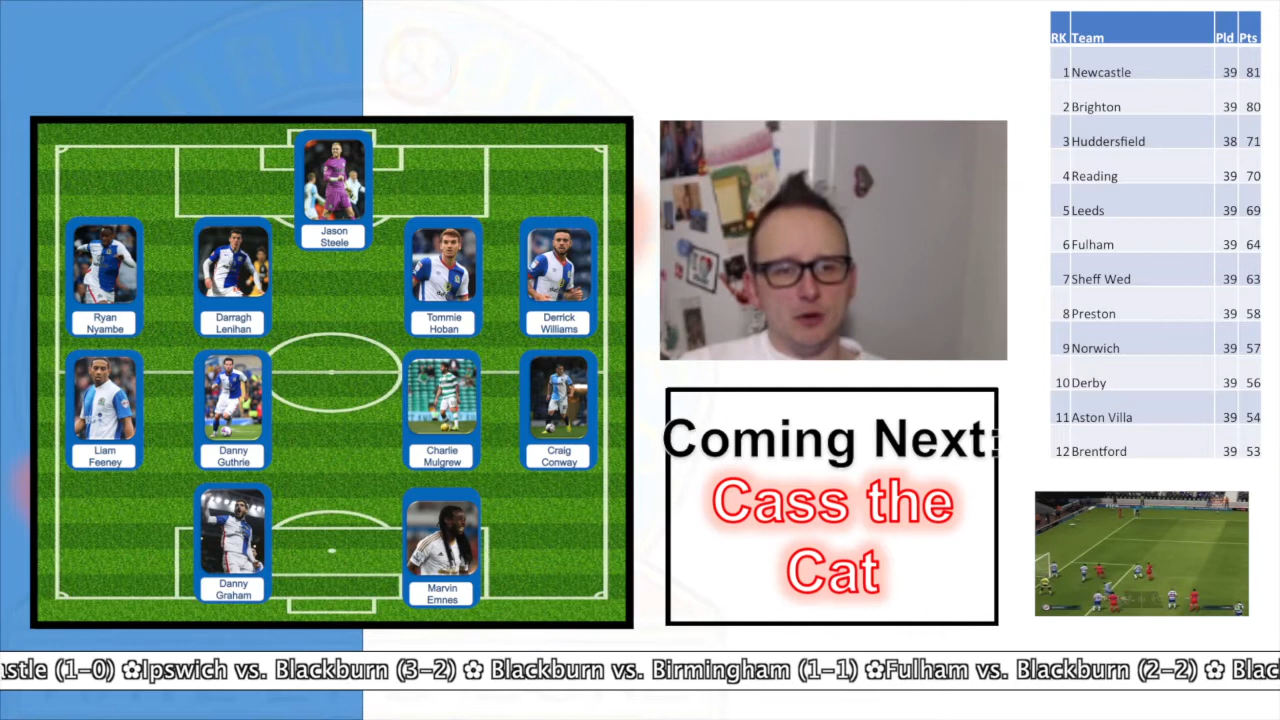 Jason
Steele
Ryan
Nyambe
Darragh
Lenihan
Tommie
Hoban
Derrick
Williams
Liam
Feeney
Danny
Guthrie
Charlie
Mulgrew
Craig
Conway
Danny
Graham
Marvin
Emnes
Coming Next:
Cass the
Cat
RK Team Pld Pts
1 Newcastle 39 81
2 Brighton 39 80
3 Huddersfield 38 71
4 Reading 39 70
5 Leeds 39 69
6 Fulham 39 64
7 Sheff Wed 39 63
8 Preston 39 58
9 Norwich 39 57
10 Derby 39 56
11 Aston Villa 39 54
12 Brentford 39 53
astle (1-0) ✿Ipswich vs. Blackburn (3-2) ✿ Blackburn vs. Birmingham (1-1) ✿Fulham vs. Blackburn (2-2) ✿ Blac